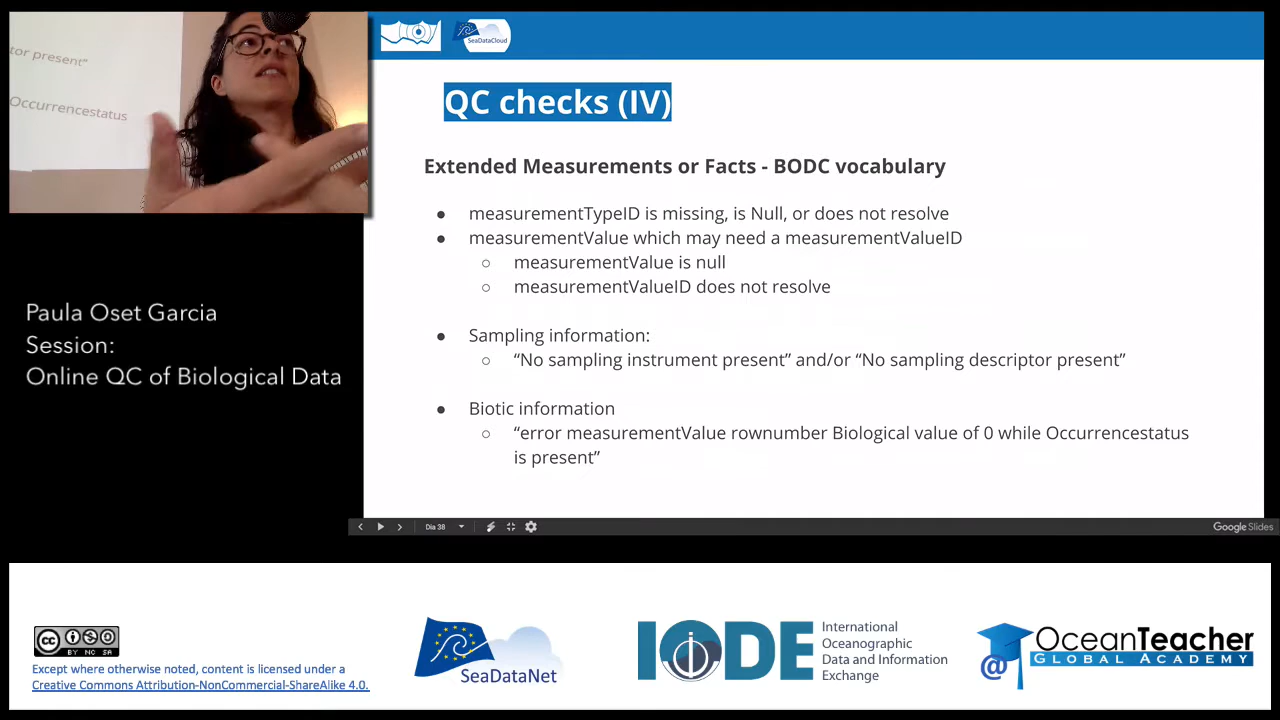 tor present"
Occurrencestatus
SeaDataCloud
QC checks (IV)
Extended Measurements or Facts - BODC vocabulary
● measurementTypeID is missing, is Null, or does not resolve
● measurementValue which may need a measurementValueID
○ measurementValue is null
○ measurementValueID does not resolve
● Sampling information:
○ “No sampling instrument present” and/or “No sampling descriptor present”
● Biotic information
○ “error measurementValue rownumber Biological value of 0 while Occurrencestatus
is present”
Paula Oset Garcia
Session:
Online QC of Biological Data
Dia 38
Google Slides
cc
BY NC SA
Except where otherwise noted, content is licensed under a
Creative Commons Attribution-NonCommercial-ShareAlike 4.0.
SeaDataNet
IODE
International
Oceanographic
Data and Information
Exchange
@
OceanTeacher
GLOBAL ACADEMY